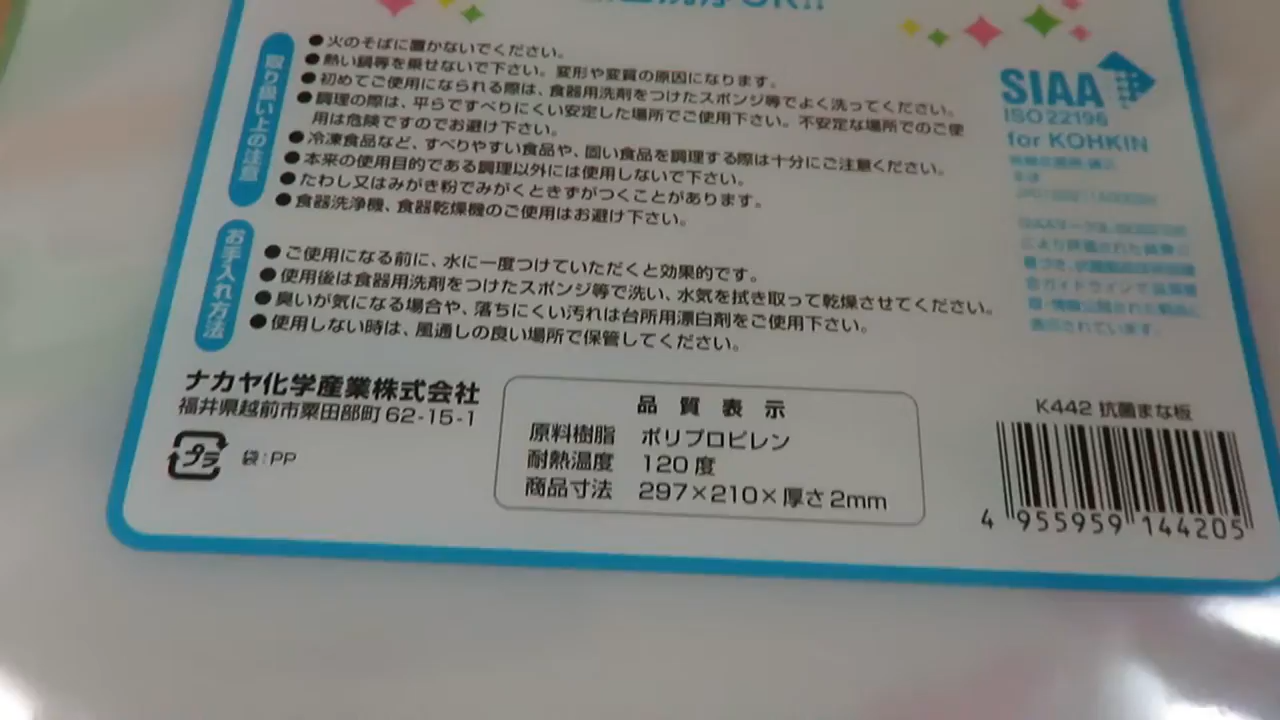 取り扱い上の注意
●火のそばに置かないでください。
●熱い鍋等を乗せないで下さい。変形や変質の原因になります。
●初めてご使用になられる際は、食器用洗剤をつけたスポンジ等でよく洗ってください。
●調理の際は、平らですべりにくい安定した場所でご使用下さい。不安定な場所でのご使
用は危険ですのでお避け下さい。
●冷凍食品など、すべりやすい食品や、固い食品を調理する際は十分にご注意ください。
●本来の使用目的である調理以外には使用しないで下さい。
●たわし又はみがき粉でみがくときずがつくことがあります。
●食器洗浄機、食器乾燥機のご使用はお避け下さい。
お手入れ方法
●ご使用になる前に、水に一度つけていただくと効果的です。
●使用後は食器用洗剤をつけたスポンジ等で洗い、水気を拭き取って乾燥させてください。
●臭いが気になる場合や、落ちにくい汚れは台所用漂白剤をご使用下さい。
●使用しない時は、風通しの良い場所で保管してください。
SIAA
ISO 22196
for KOHKIN
ナカヤ化学産業株式会社
福井県越前市粟田部町62-15-1
プラ 袋:PP
品質表示
原料樹脂 ポリプロピレン
耐熱温度 120度
商品寸法 297×210×厚さ2mm
K442 抗菌まな板
4 955959 144205